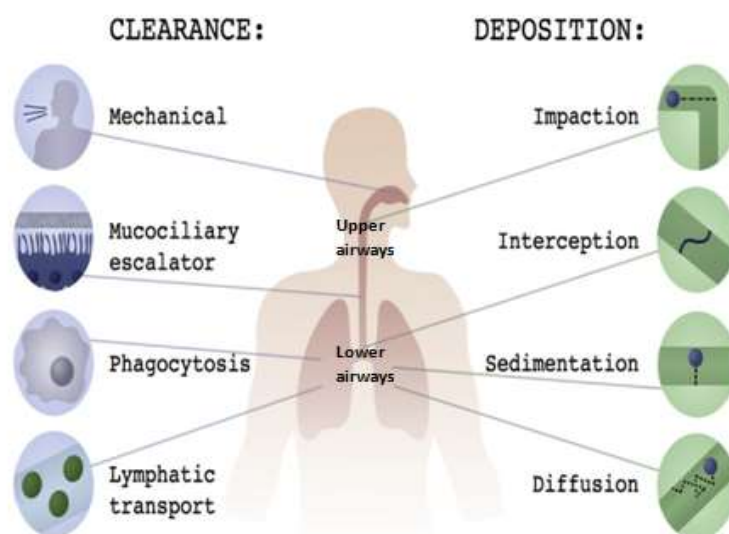 CLEARANCE:
DEPOSITION:
Mechanical
Impaction
Upper
airways
Mucociliary
escalator
Interception
Phagocytosis
Lower
airways
Sedimentation
Lymphatic
transport
Diffusion